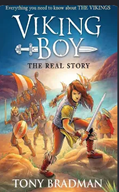 Everything you need to know about THE VIKINGS
VIKING
BOY
THE REAL STORY
TONY BRADMAN